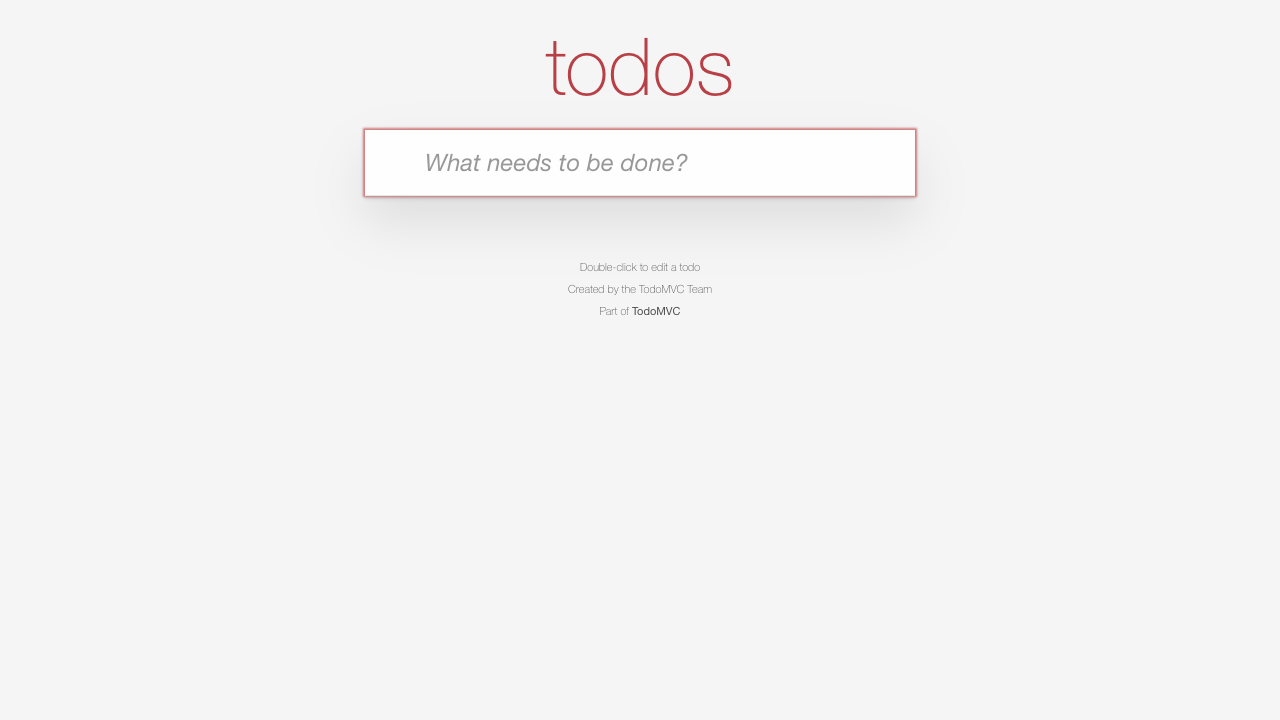 todos
What needs to be done?
Double-click to edit a todo
Created by the TodoMVC Team
Part of TodoMVC